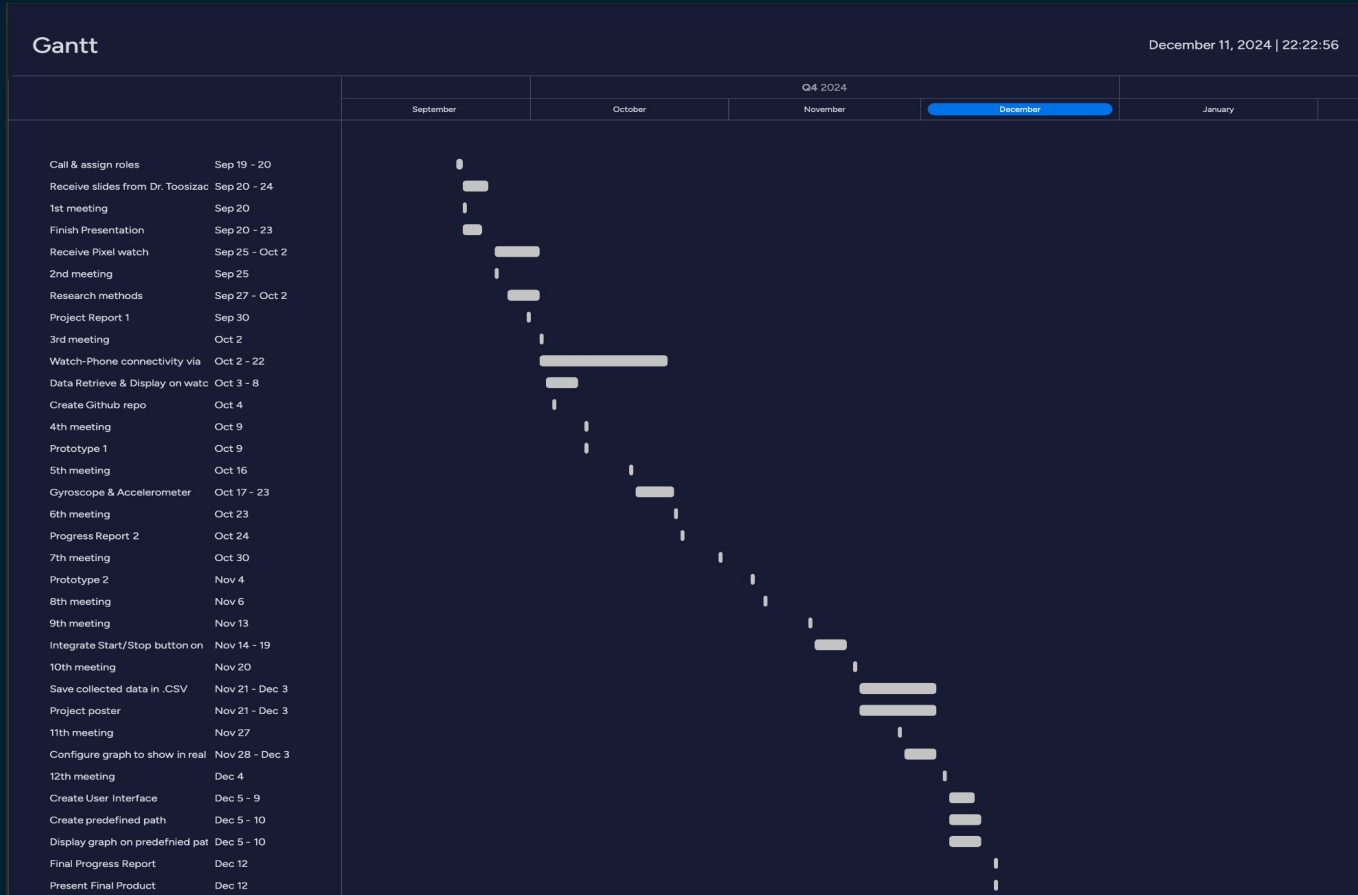 Gantt
December 11, 2024 | 22:22:56
Q4 2024
September October November December January
Call & assign roles Sep 19 - 20
Receive slides from Dr. Toosizac Sep 20 - 24
1st meeting Sep 20
Finish Presentation Sep 20 - 23
Receive Pixel watch Sep 25 - Oct 2
2nd meeting Sep 25
Research methods Sep 27 - Oct 2
Project Report 1 Sep 30
3rd meeting Oct 2
Watch-Phone connectivity via Oct 2 - 22
Data Retrieve & Display on watc Oct 3 - 8
Create Github repo Oct 4
4th meeting Oct 9
Prototype 1 Oct 9
5th meeting Oct 16
Gyroscope & Accelerometer Oct 17 - 23
6th meeting Oct 23
Progress Report 2 Oct 24
7th meeting Oct 30
Prototype 2 Nov 4
8th meeting Nov 6
9th meeting Nov 13
Integrate Start/Stop button on Nov 14 - 19
10th meeting Nov 20
Save collected data in .CSV Nov 21 - Dec 3
Project poster Nov 21 - Dec 3
11th meeting Nov 27
Configure graph to show in real Nov 28 - Dec 3
12th meeting Dec 4
Create User Interface Dec 5 - 9
Create predefined path Dec 5 - 10
Display graph on predefnied pat Dec 5 - 10
Final Progress Report Dec 12
Present Final Product Dec 12